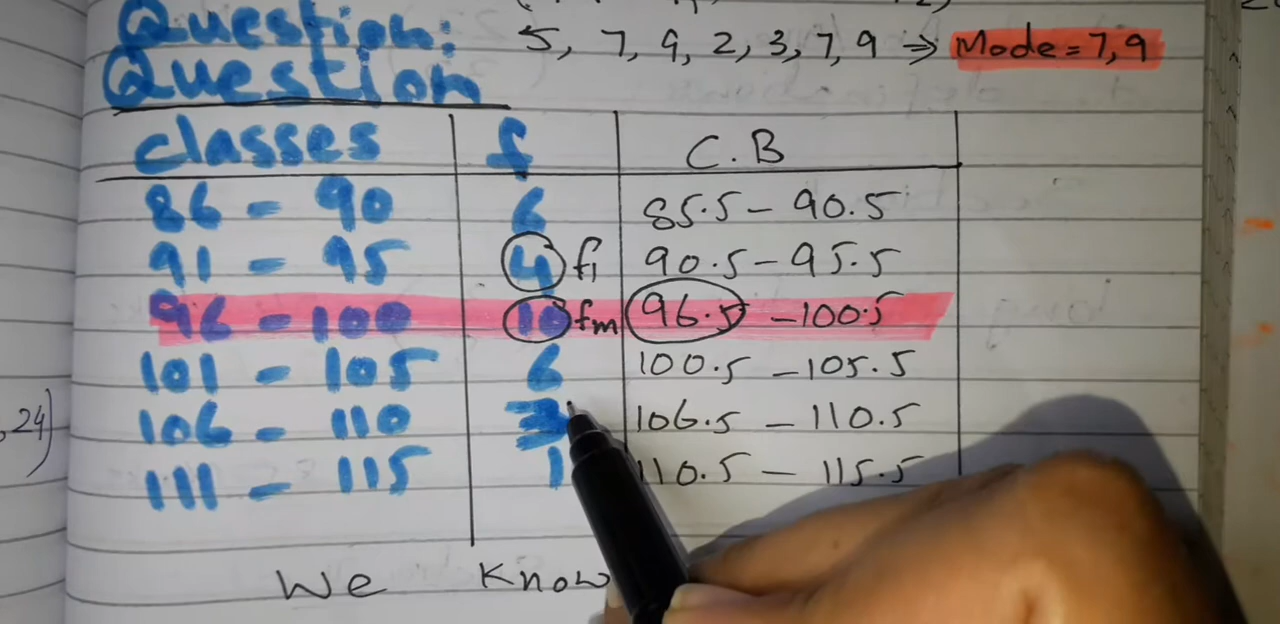 Question: 5, 7, 9, 2, 3, 7, 9 ⇒ Mode = 7,9
Question
classes f C.B
86 - 90 6 85.5 - 90.5
91 - 95 4 f1 90.5 - 95.5
96 - 100 10 fm 96.5 - 100.5
101 - 105 6 100.5 - 105.5
,24)
106 - 110 3 106.5 - 110.5
111 - 115 1 110.5 - 115.5
We Know